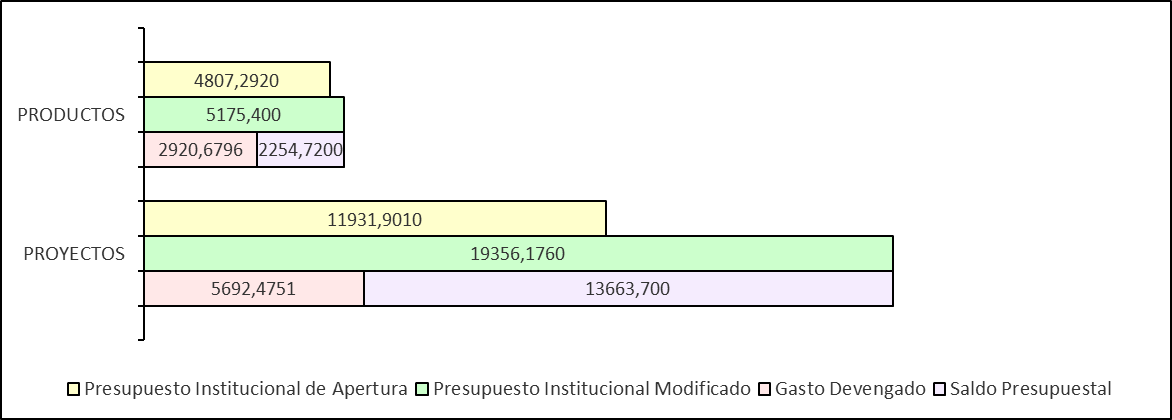 4807,2920
PRODUCTOS
5175,400
2920,6796 2254,7200
11931,9010
PROYECTOS
19356,1760
5692,4751 13663,700
Presupuesto Institucional de Apertura Presupuesto Institucional Modificado Gasto Devengado Saldo Presupuestal